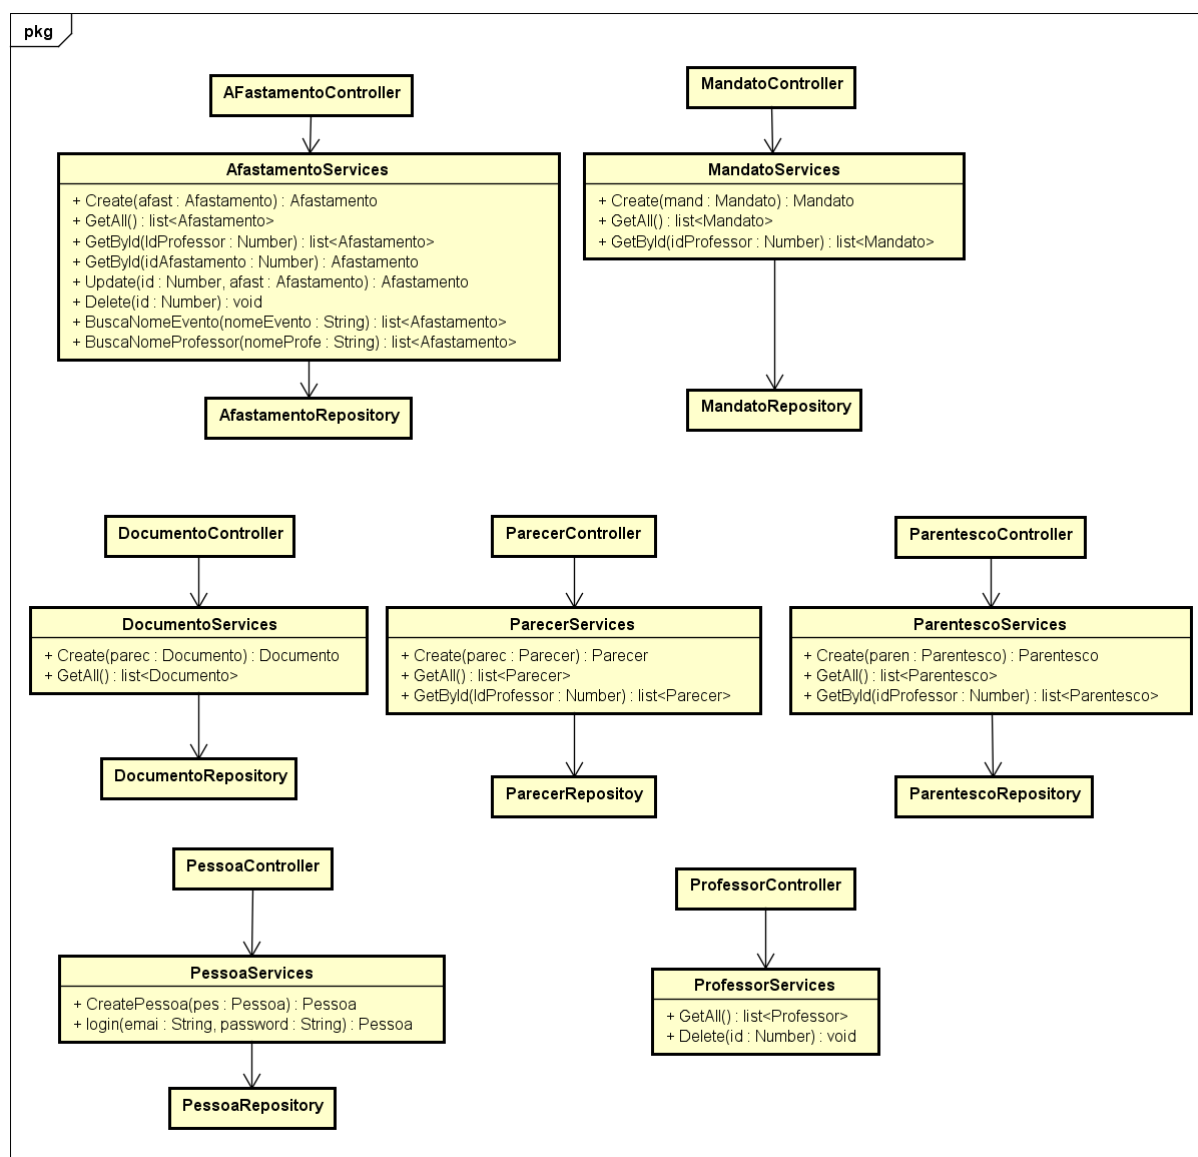 pkg
AFastamentoController
MandatoController
AfastamentoServices
+ Create(afast : Afastamento) : Afastamento
+ GetAll() : list<Afastamento>
+ GetById(IdProfessor : Number) : list<Afastamento>
+ GetById(idAfastamento : Number) : Afastamento
+ Update(id : Number, afast : Afastamento) : Afastamento
+ Delete(id : Number) : void
+ BuscaNomeEvento(nomeEvento : String) : list<Afastamento>
+ BuscaNomeProfessor(nomeProfe : String) : list<Afastamento>
MandatoServices
+ Create(mand : Mandato) : Mandato
+ GetAll() : list<Mandato>
+ GetById(idProfessor : Number) : list<Mandato>
AfastamentoRepository
MandatoRepository
DocumentoController
ParecerController
ParentescoController
DocumentoServices
+ Create(parec : Documento) : Documento
+ GetAll() : list<Documento>
ParecerServices
+ Create(parec : Parecer) : Parecer
+ GetAll() : list<Parecer>
+ GetById(IdProfessor : Number) : list<Parecer>
ParentescoServices
+ Create(paren : Parentesco) : Parentesco
+ GetAll() : list<Parentesco>
+ GetById(idProfessor : Number) : list<Parentesco>
DocumentoRepository
ParecerRepositoy
ParentescoRepository
PessoaController
ProfessorController
PessoaServices
+ CreatePessoa(pes : Pessoa) : Pessoa
+ login(emai : String, password : String) : Pessoa
ProfessorServices
+ GetAll() : list<Professor>
+ Delete(id : Number) : void
PessoaRepository